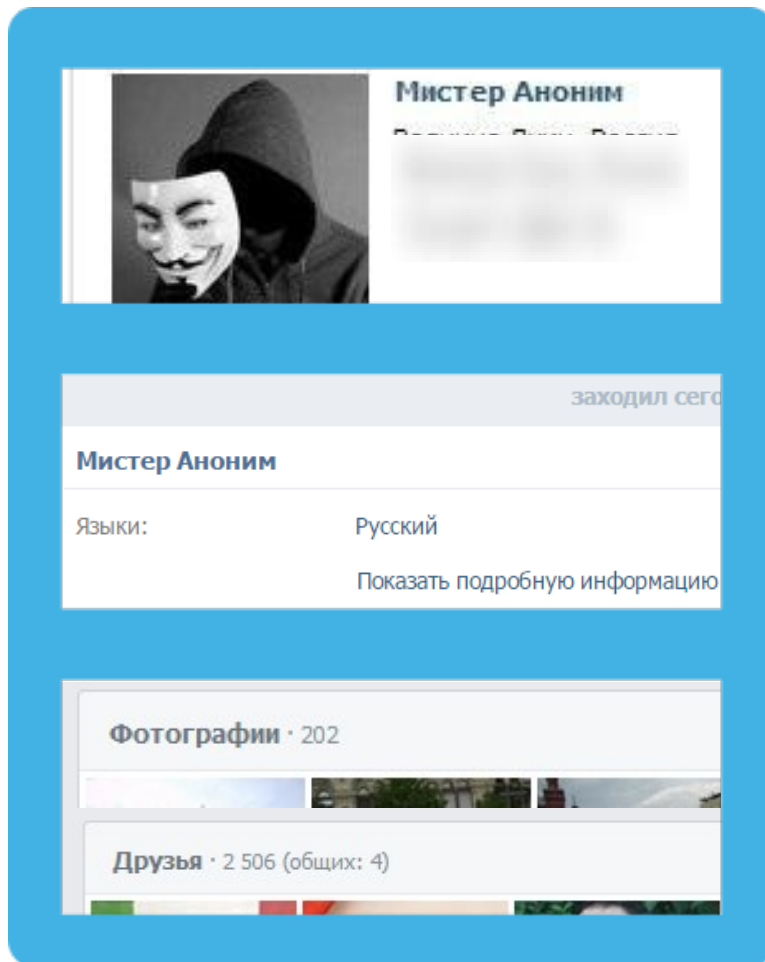 Мистер Аноним
заходил сего
Мистер Аноним
Языки: Русский
Показать подробную информацию
Фотографии · 202
Друзья · 2 506 (общих: 4)